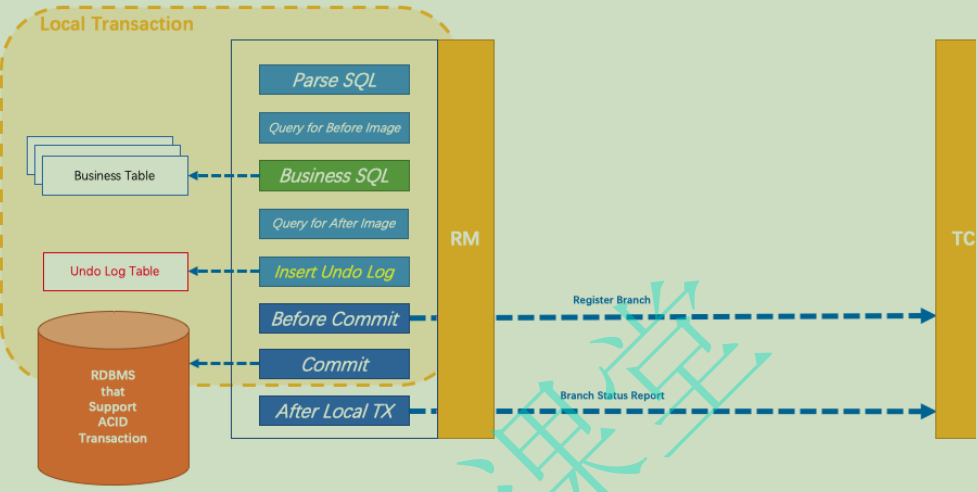 Local Transaction
Parse SQL
Query for Before Image
Business Table
Business SQL
Query for After Image
RM
TC
Undo Log Table
Insert Undo Log
Register Branch
Before Commit
Commit
RDBMS
that
Support
ACID
Transaction
Branch Status Report
After Local TX
课堂